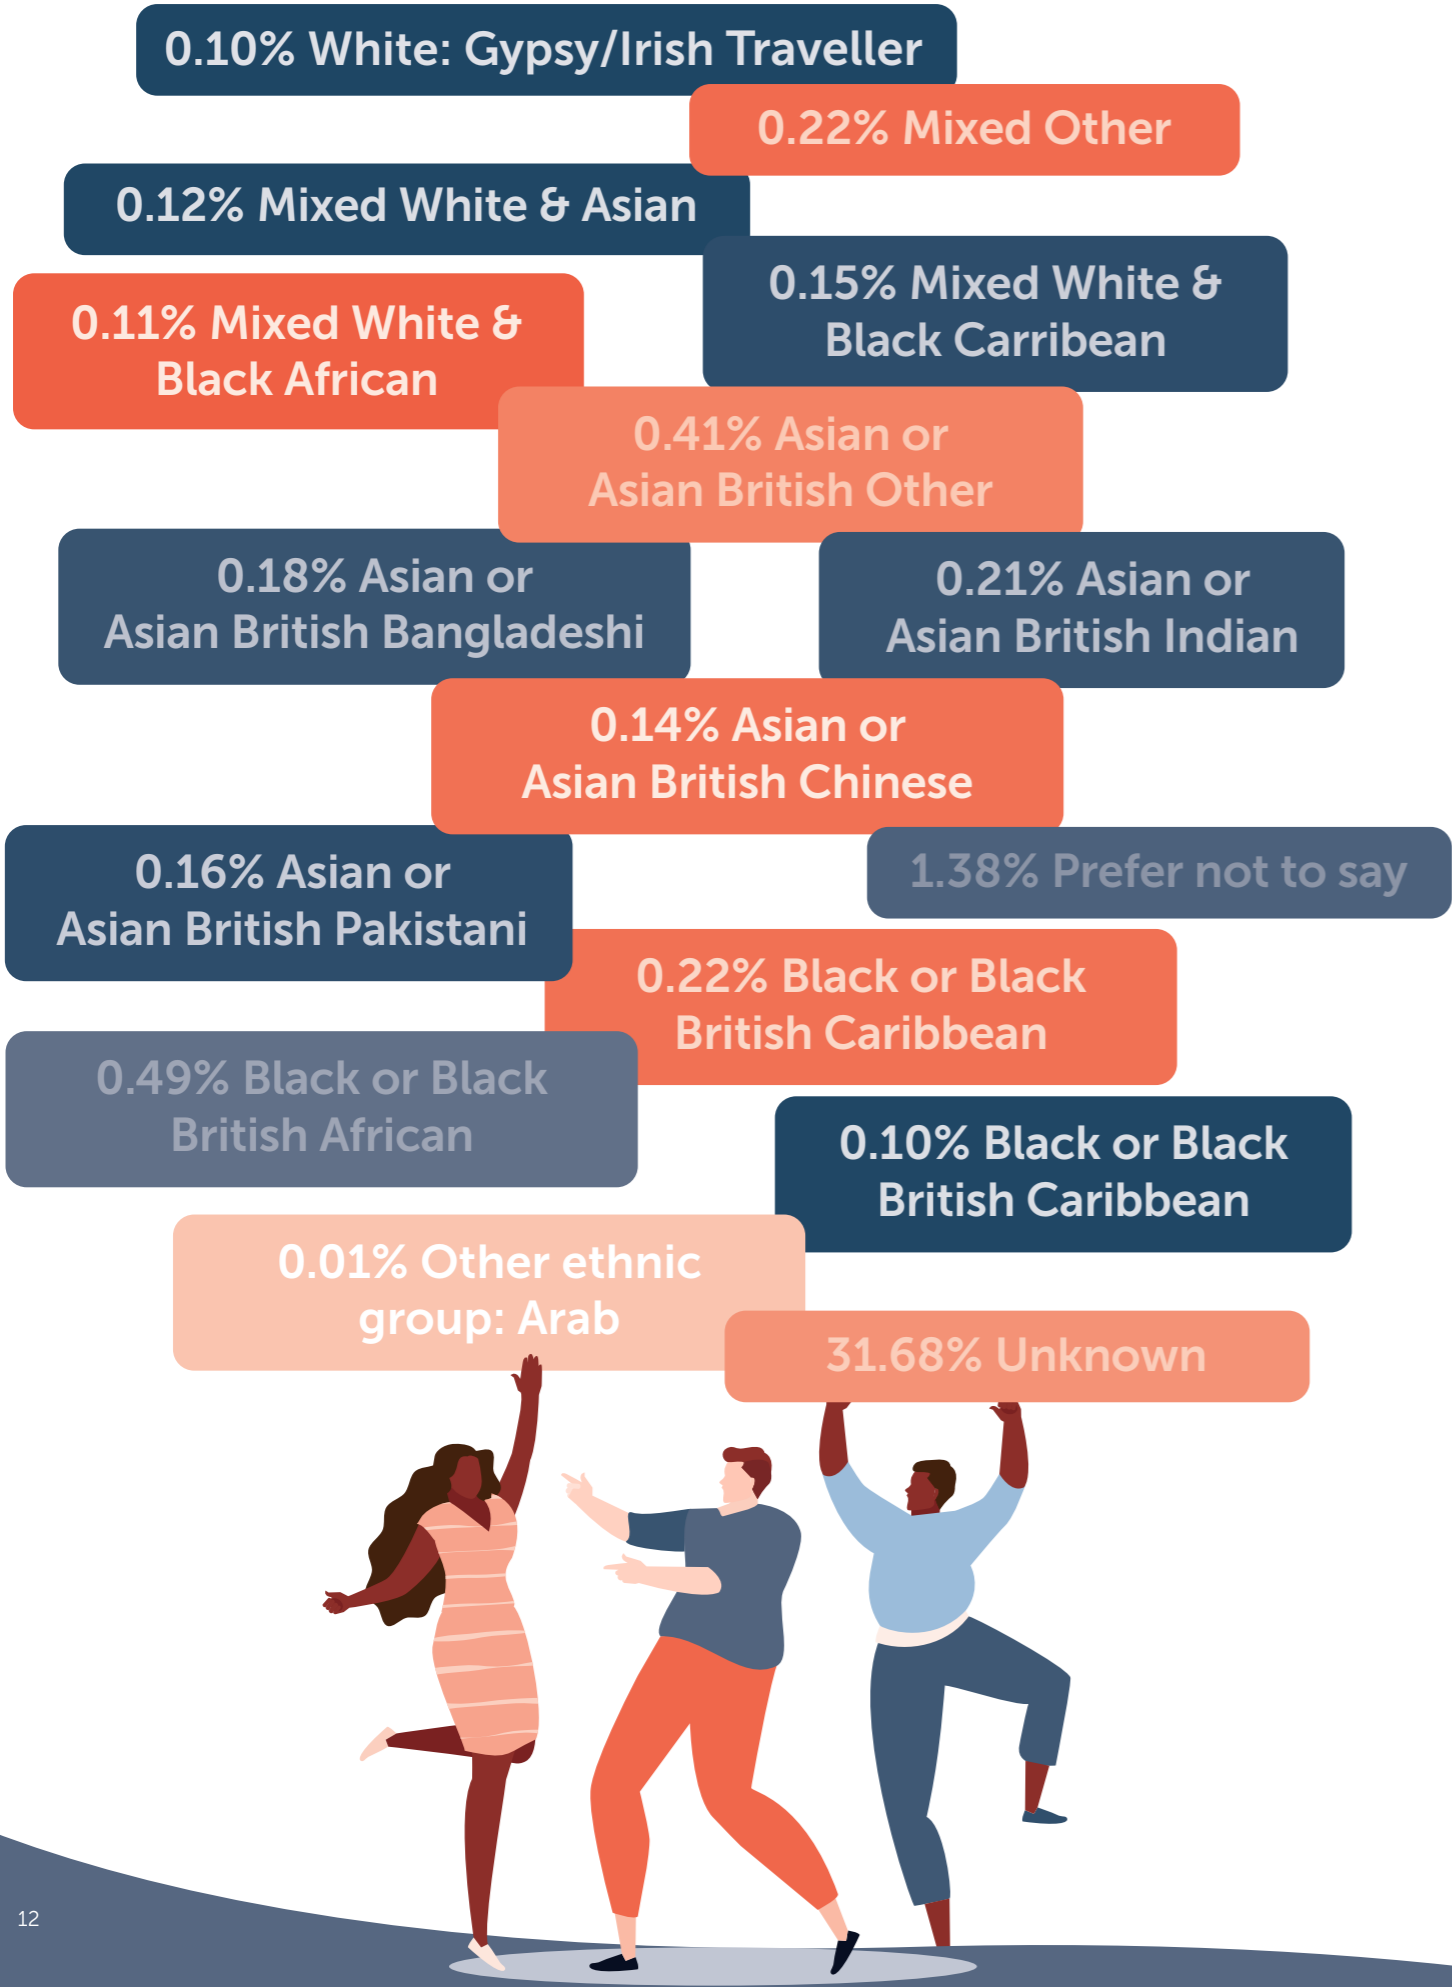 0.10% White: Gypsy/Irish Traveller
0.22% Mixed Other
0.12% Mixed White & Asian
0.15% Mixed White &
Black Carribean
0.11% Mixed White &
Black African
0.41% Asian or
Asian British Other
0.18% Asian or
Asian British Bangladeshi
0.21% Asian or
Asian British Indian
0.14% Asian or
Asian British Chinese
0.16% Asian or
Asian British Pakistani
1.38% Prefer not to say
0.22% Black or Black
British Caribbean
0.49% Black or Black
British African
0.10% Black or Black
British Caribbean
0.01% Other ethnic
group: Arab
31.68% Unknown
12